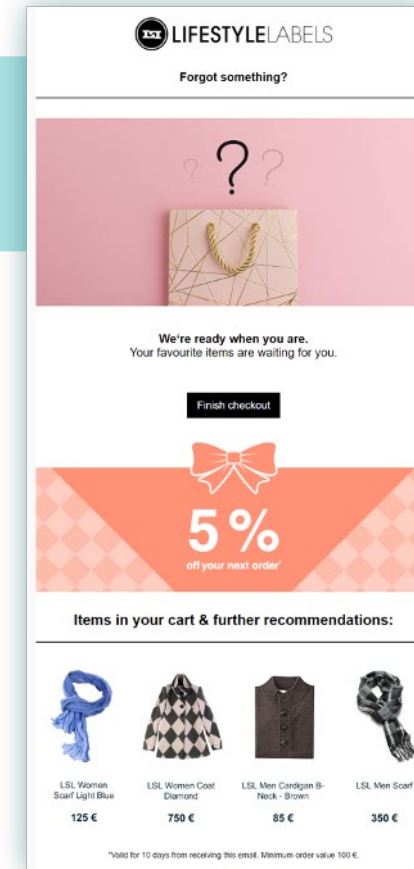 LSL LIFESTYLELABELS
Forgot something?
? ? ?
We're ready when you are.
Your favourite items are waiting for you.
Finish checkout
5 %
off your next order*
Items in your cart & further recommendations:
LSL Women
Scarf Light Blue
125 €
LSL Women Coat
Diamond
750 €
LSL Men Cardigan B-
Neck - Brown
85 €
LSL Men Scarf
350 €
*Valid for 10 days from receiving this email. Minimum order value 100 €.